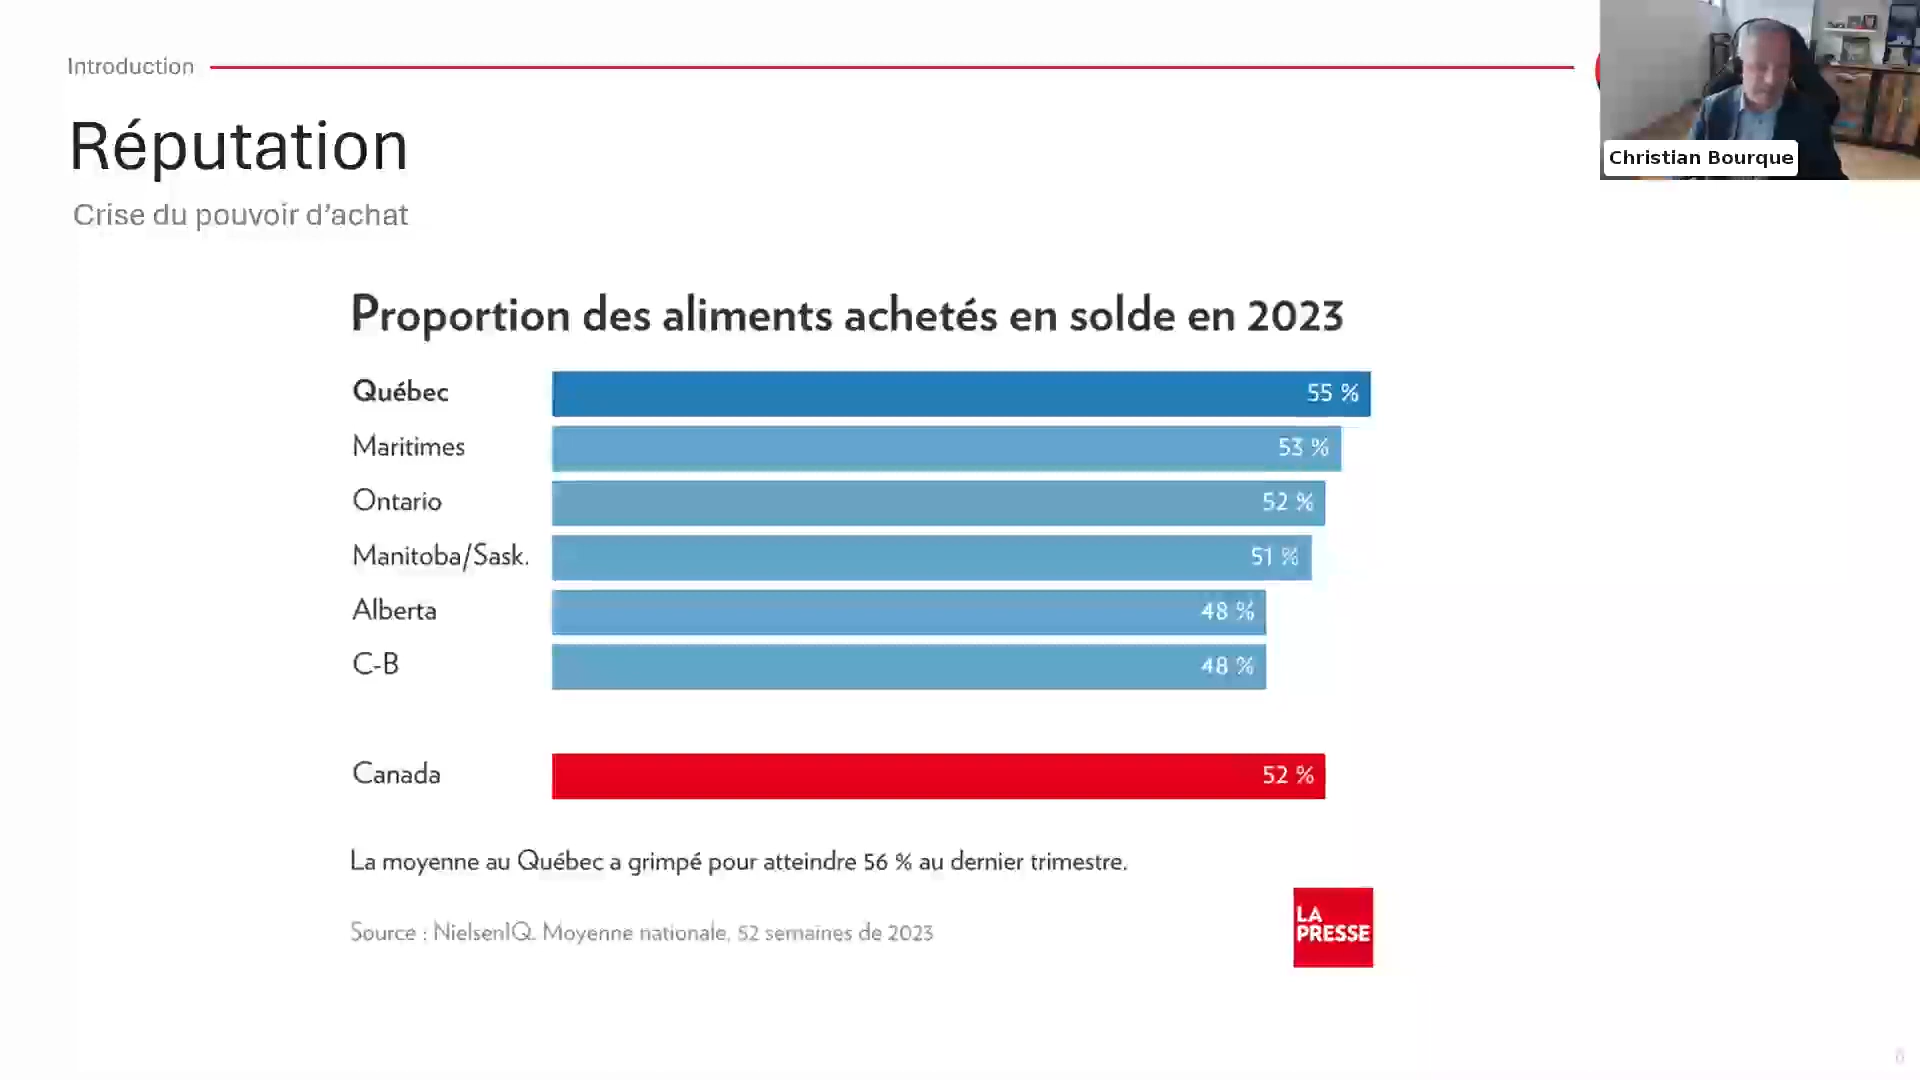 Introduction
Christian Bourque
Réputation
Crise du pouvoir d’achat
Proportion des aliments achetés en solde en 2023
Québec 55 %
Maritimes 53 %
Ontario 52 %
Manitoba/Sask. 51 %
Alberta 48 %
C-B 48 %
Canada 52 %
La moyenne au Québec a grimpé pour atteindre 56 % au dernier trimestre.
Source : NielsenIQ. Moyenne nationale, 52 semaines de 2023
LA
PRESSE